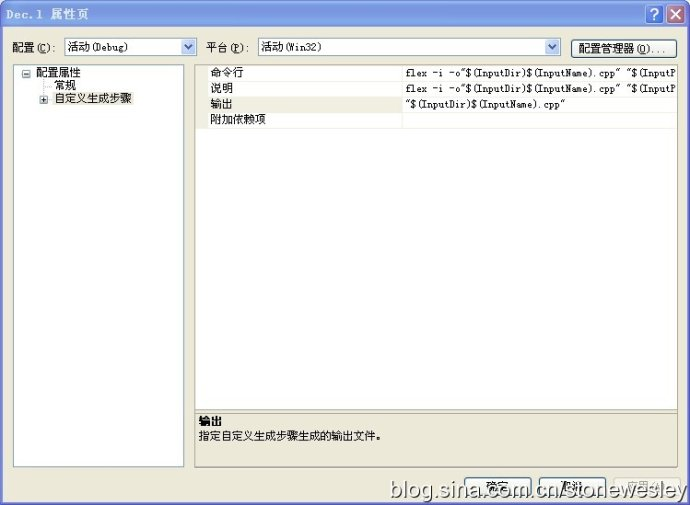 Dec.l 属性页
配置(C): 活动(Debug) 平台(P): 活动(Win32) 配置管理器(O)...
配置属性
常规
自定义生成步骤
命令行 flex -i -o"$(InputDir)$(InputName).cpp" "$(InputP
说明 flex -i -o"$(InputDir)$(InputName).cpp" "$(InputP
输出 "$(InputDir)$(InputName).cpp"
附加依赖项
输出
指定自定义生成步骤生成的输出文件。
确定 取消 应用(A)
blog.sina.com.cn/stonewesley